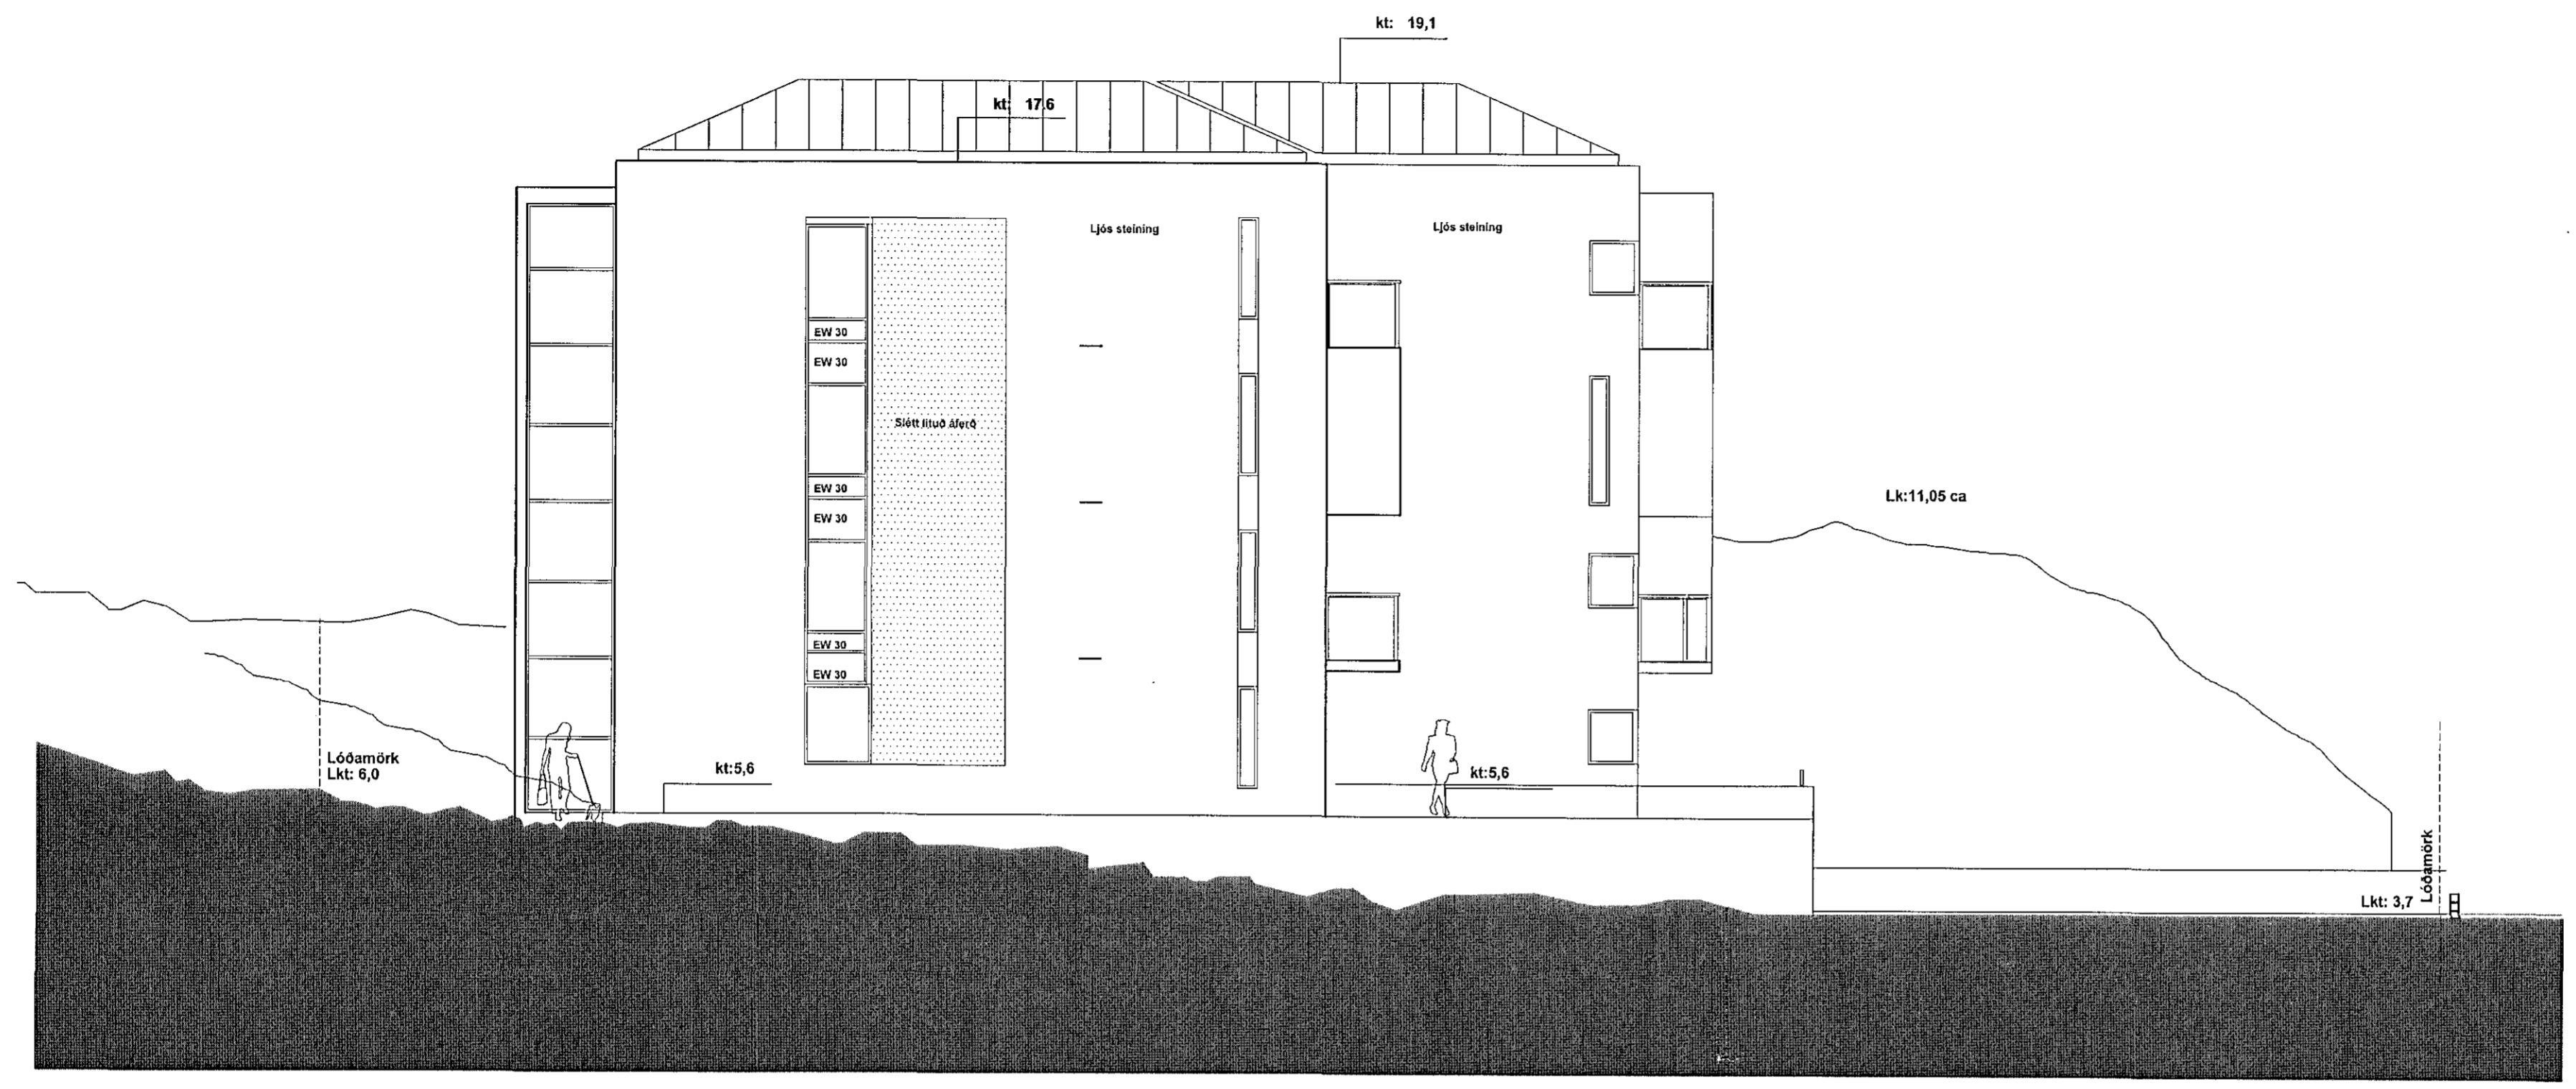 kt: 19,1
kt: 17.6
Ljós steining
Ljós steining
EW 30
EW 30
Slétt lituð áferð
EW 30
EW 30
Lk:11,05 ca
EW 30
EW 30
Lóðamörk
Lkt: 6,0
kt:5,6
kt:5,6
Lóðamörk
Lkt: 3,7